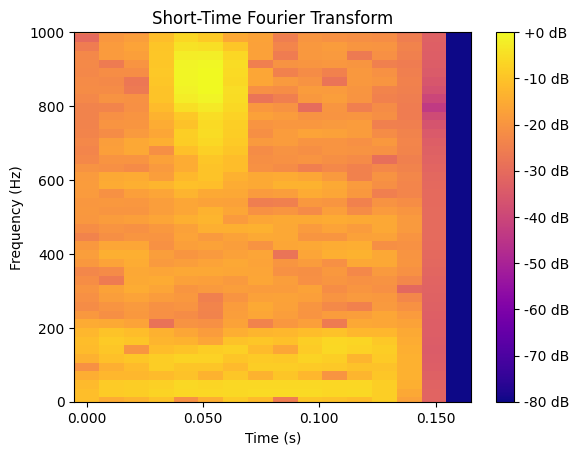 Short-Time Fourier Transform
Frequency (Hz)
1000
800
600
400
200
0
0.000
0.050
0.100
0.150
Time (s)
+0 dB
-10 dB
-20 dB
-30 dB
-40 dB
-50 dB
-60 dB
-70 dB
-80 dB